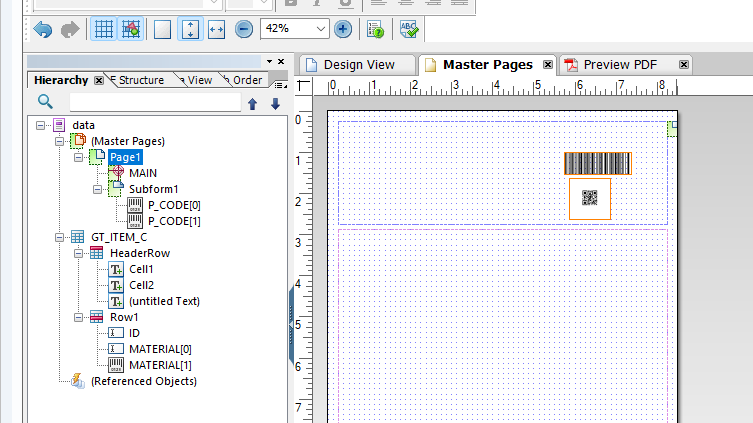 B I U
42%
ABC
Hierarchy
Structure
View
Order
Design View
Master Pages
Preview PDF
0 1 2 3 4 5 6 7 8
data
(Master Pages)
Page1
MAIN
Subform1
P_CODE[0]
P_CODE[1]
GT_ITEM_C
HeaderRow
Cell1
Cell2
(untitled Text)
Row1
ID
MATERIAL[0]
MATERIAL[1]
(Referenced Objects)
0
1
2
3
4
5
6
7